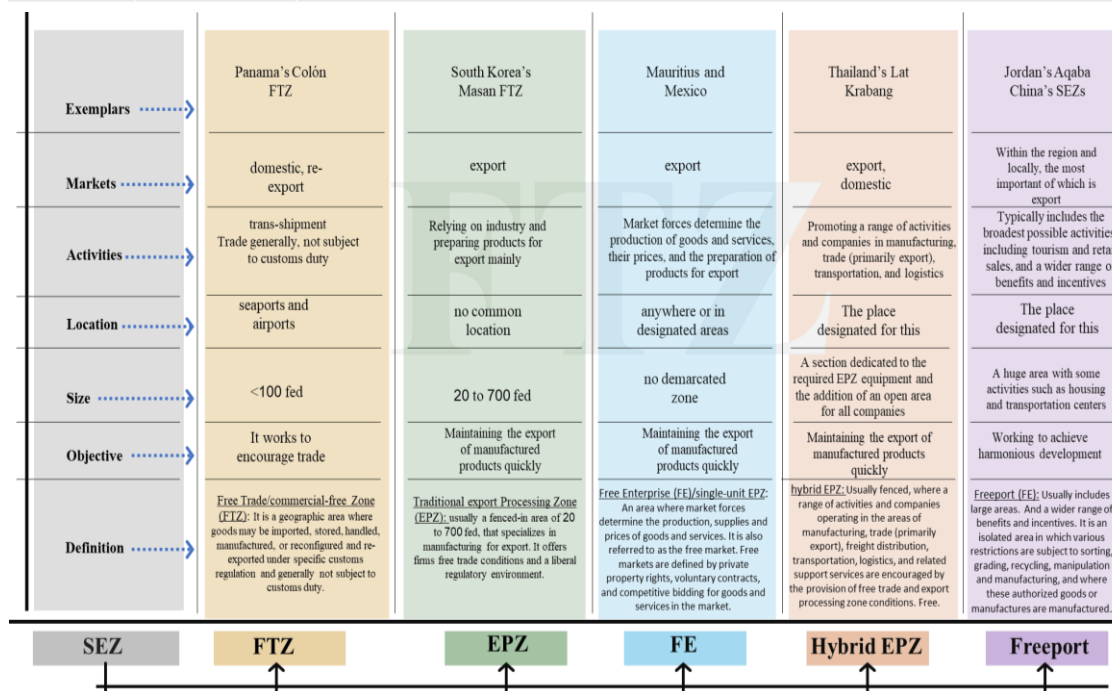 Exemplars
Panama's Colón
FTZ
South Korea's
Masan FTZ
Mauritius and
Mexico
Thailand's Lat
Krabang
Jordan's Aqaba
China's SEZs
Markets
domestic, re-
export
export
export
export,
domestic
Within the region and
locally, the most
important of which is
export
Activities
trans-shipment
Trade generally, not subject
to customs duty
Relying on industry and
preparing products for
export mainly
Market forces determine the
production of goods and services,
their prices, and the preparation of
products for export
Promoting a range of activities
and companies in manufacturing,
trade (primarily export),
transportation, and logistics
Typically includes the
broadest possible activities
including tourism and reta
sales, and a wider range o
benefits and incentives
Location
seaports and
airports
no common
location
anywhere or in
designated areas
The place
designated for this
The place
designated for this
Size
<100 fed
20 to 700 fed
no demarcated
zone
A section dedicated to the
required EPZ equipment and
the addition of an open area
for all companies
A huge area with some
activities such as housing
and transportation centers
Objective
It works to
encourage trade
Maintaining the export
of manufactured
products quickly
Maintaining the export
of manufactured
products quickly
Maintaining the export of
manufactured products
quickly
Working to achieve
harmonious development
Definition
Free Trade/commercial-free Zone
(FTZ): It is a geographic area where
goods may be imported, stored, handled,
manufactured, or reconfigured and re-
exported under specific customs
regulation and generally not subject to
customs duty.
Traditional export Processing Zone
(EPZ): usually a fenced-in area of 20
to 700 fed, that specializes in
manufacturing for export. It offers
firms free trade conditions and a liberal
regulatory environment.
Free Enterprise (FE)/single-unit EPZ:
An area where market forces
determine the production, supplies and
prices of goods and services. It is also
referred to as the free market. Free
markets are defined by private
property rights, voluntary contracts,
and competitive bidding for goods and
services in the market.
hybrid EPZ: Usually fenced, where a
range of activities and companies
operating in the areas of
manufacturing, trade (primarily
export), freight distribution,
transportation, logistics, and related
support services are encouraged by
the provision of free trade and export
processing zone conditions. Free.
Freeport (FE): Usually includes
large areas. And a wider range of
benefits and incentives. It is an
isolated area in which various
restrictions are subject to sorting,
grading, recycling, manipulation
and manufacturing, and where
these authorized goods or
manufactures are manufactured.
FTZ
SEZ
FTZ
EPZ
FE
Hybrid EPZ
Freeport